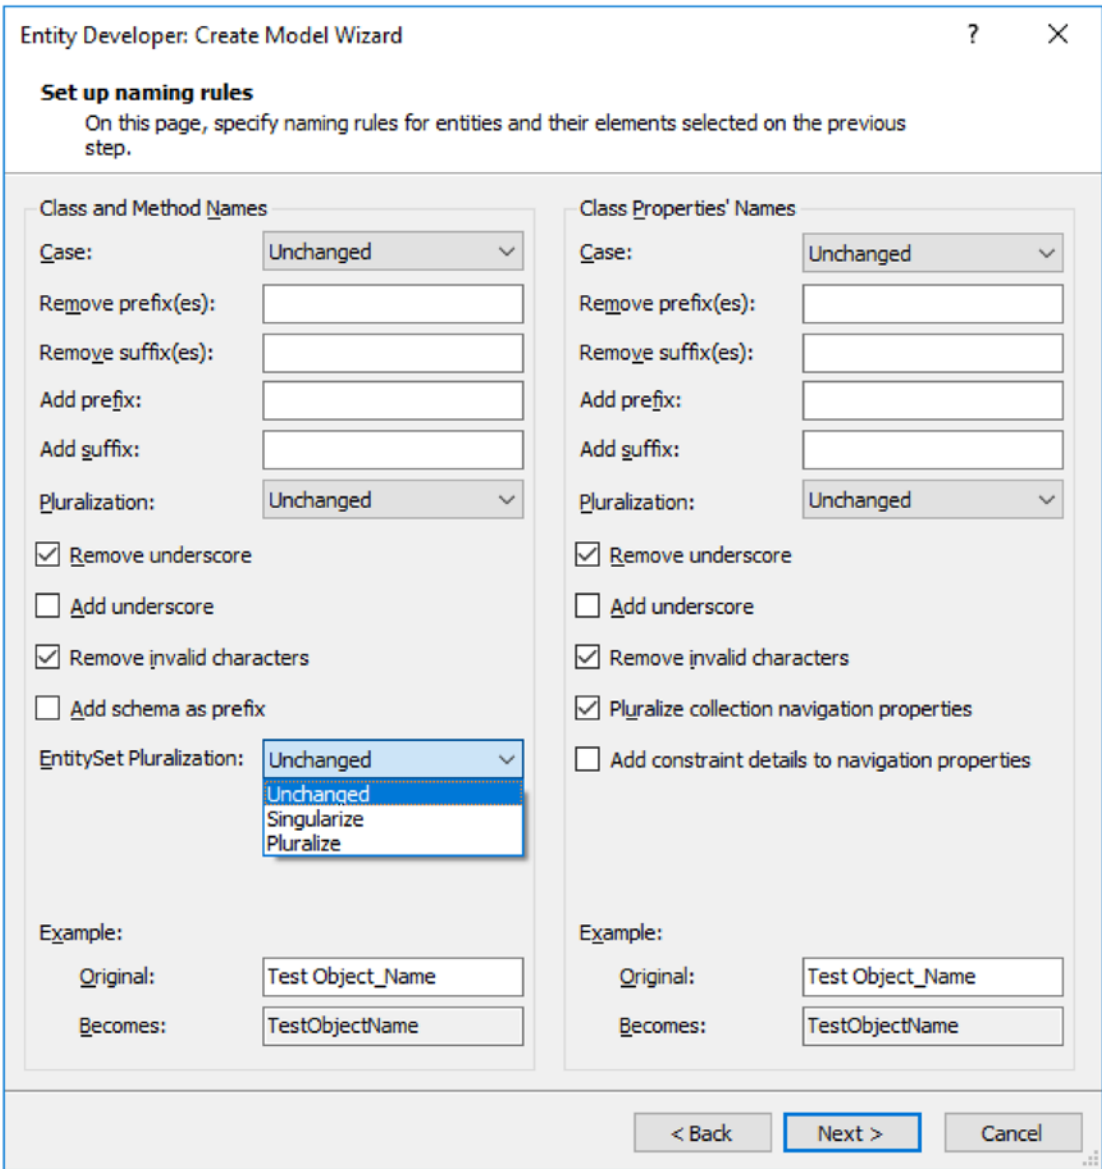 Entity Developer: Create Model Wizard
?
Set up naming rules
On this page, specify naming rules for entities and their elements selected on the previous
step.
Class and Method Names
Case:
Unchanged
Remove prefix(es):
Remove suffix(es):
Add prefix:
Add suffix:
Pluralization:
Unchanged
Remove underscore
Add underscore
Remove invalid characters
Add schema as prefix
EntitySet Pluralization:
Unchanged
Unchanged
Singularize
Pluralize
Example:
Original:
Test Object_Name
Becomes:
TestObjectName
Class Properties' Names
Case:
Unchanged
Remove prefix(es):
Remove suffix(es):
Add prefix:
Add suffix:
Pluralization:
Unchanged
Remove underscore
Add underscore
Remove invalid characters
Pluralize collection navigation properties
Add constraint details to navigation properties
Example:
Original:
Test Object_Name
Becomes:
TestObjectName
< Back
Next >
Cancel